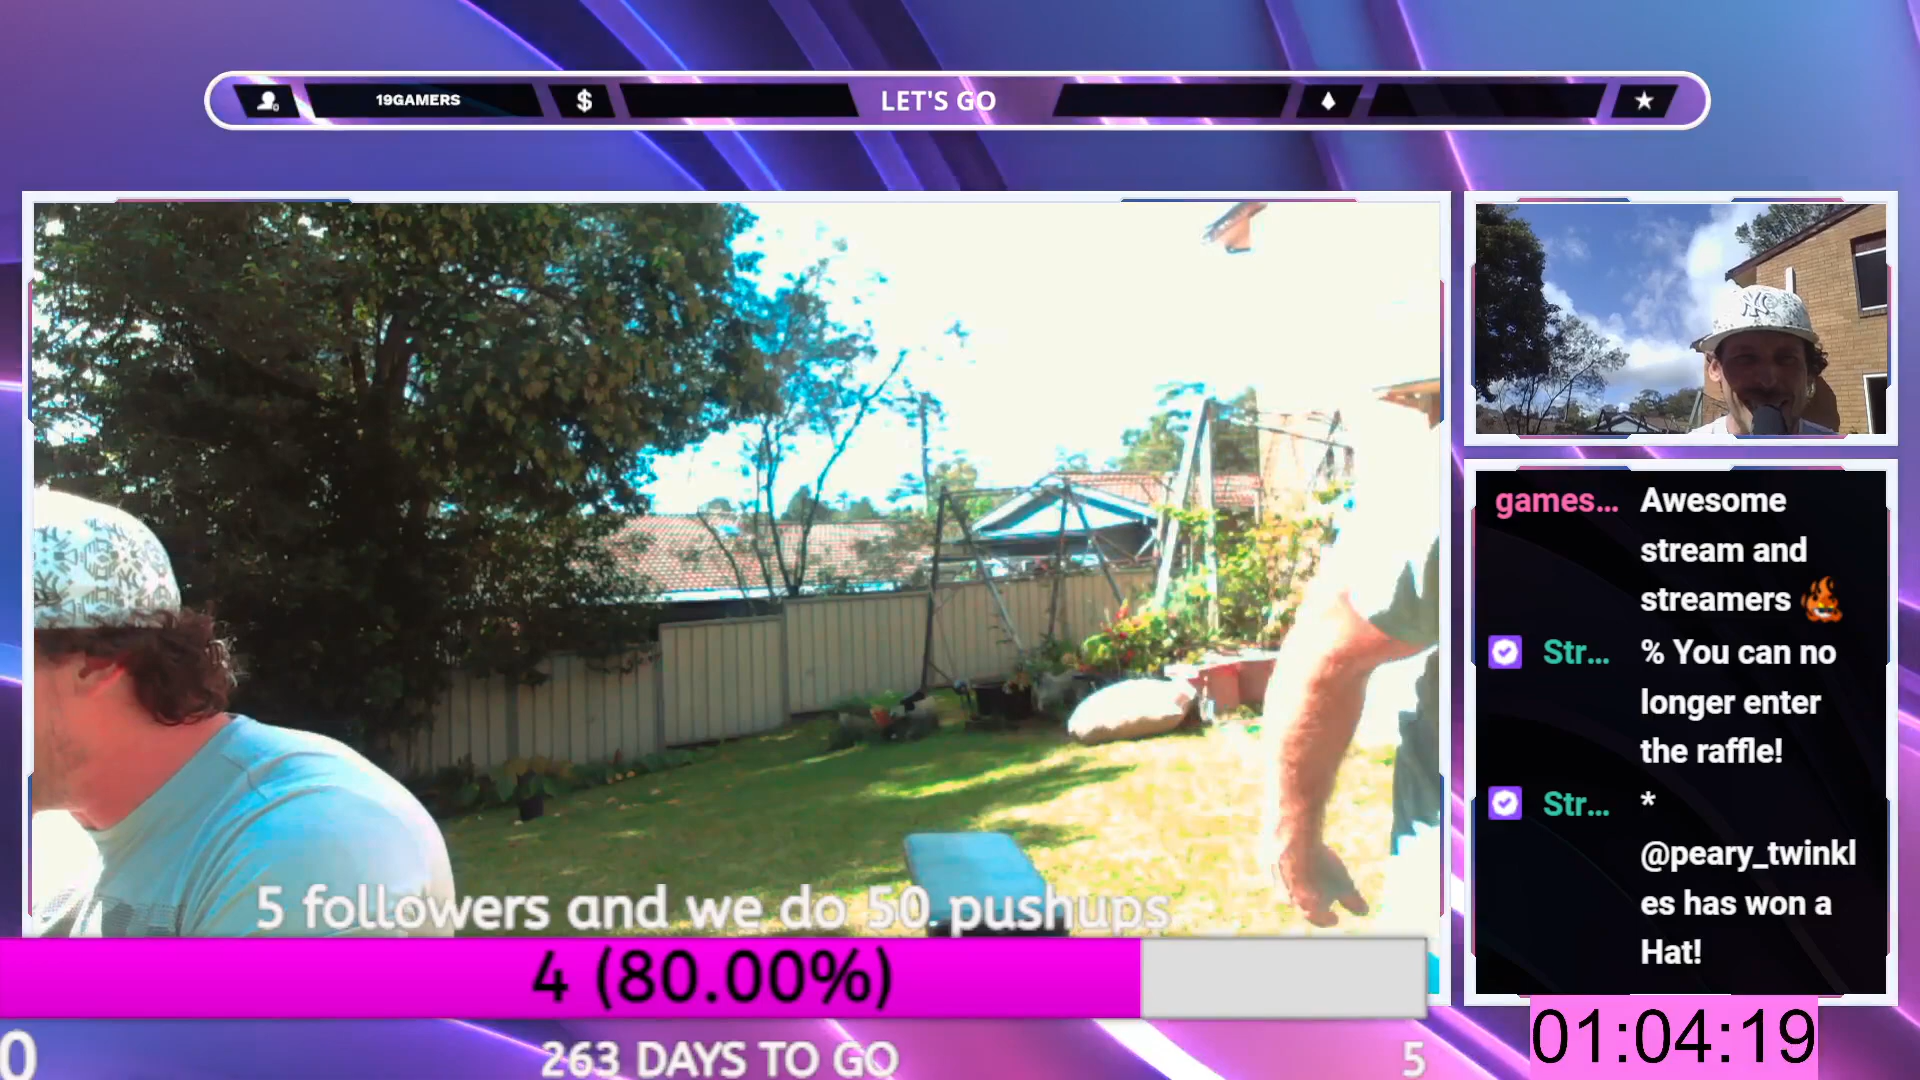 19GAMERS
$
LET'S GO
games... Awesome
stream and
streamers
Str... % You can no
longer enter
the raffle!
Str... *
@peary_twinkl
es has won a
Hat!
5 followers and we do 50 pushups
4 (80.00%)
0 263 DAYS TO GO 5
01:04:19